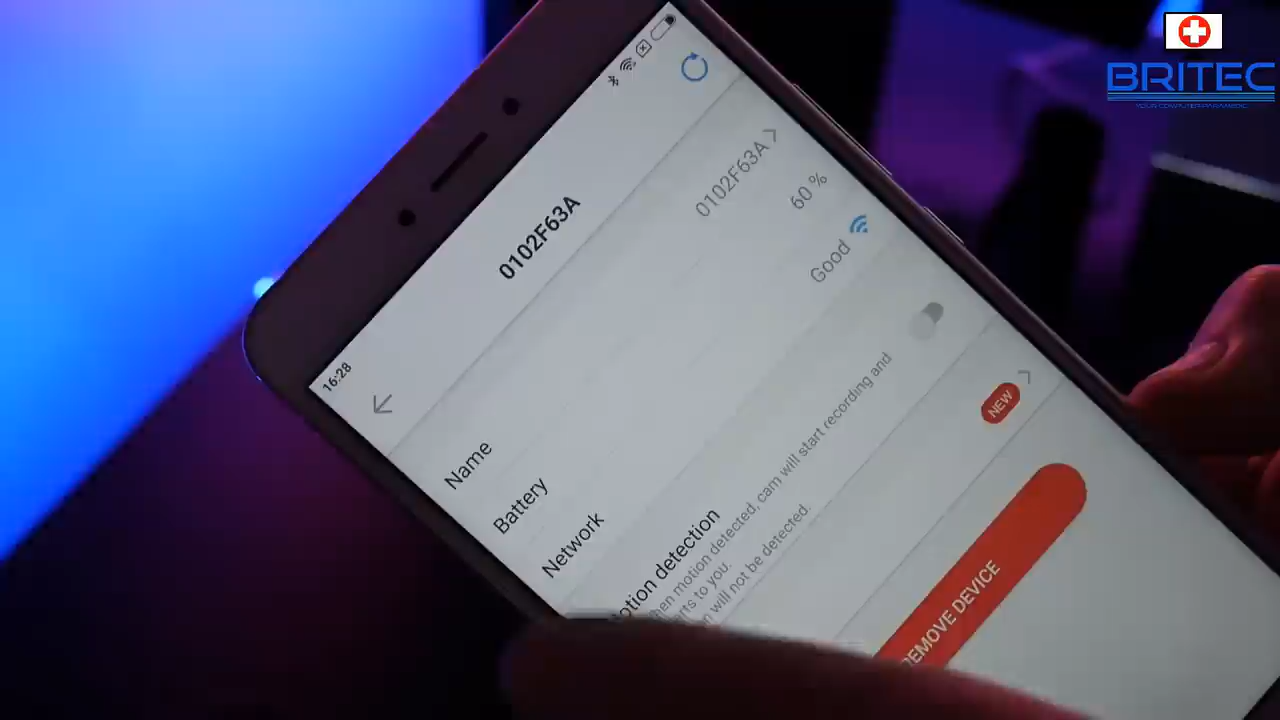 BRITEC
16:28
0102F63A
Name 0102F63A
Battery 60 %
Network Good
otion detection
en motion detected, cam will start recording and
rts to you.
n will not be detected.
NEW
REMOVE DEVICE